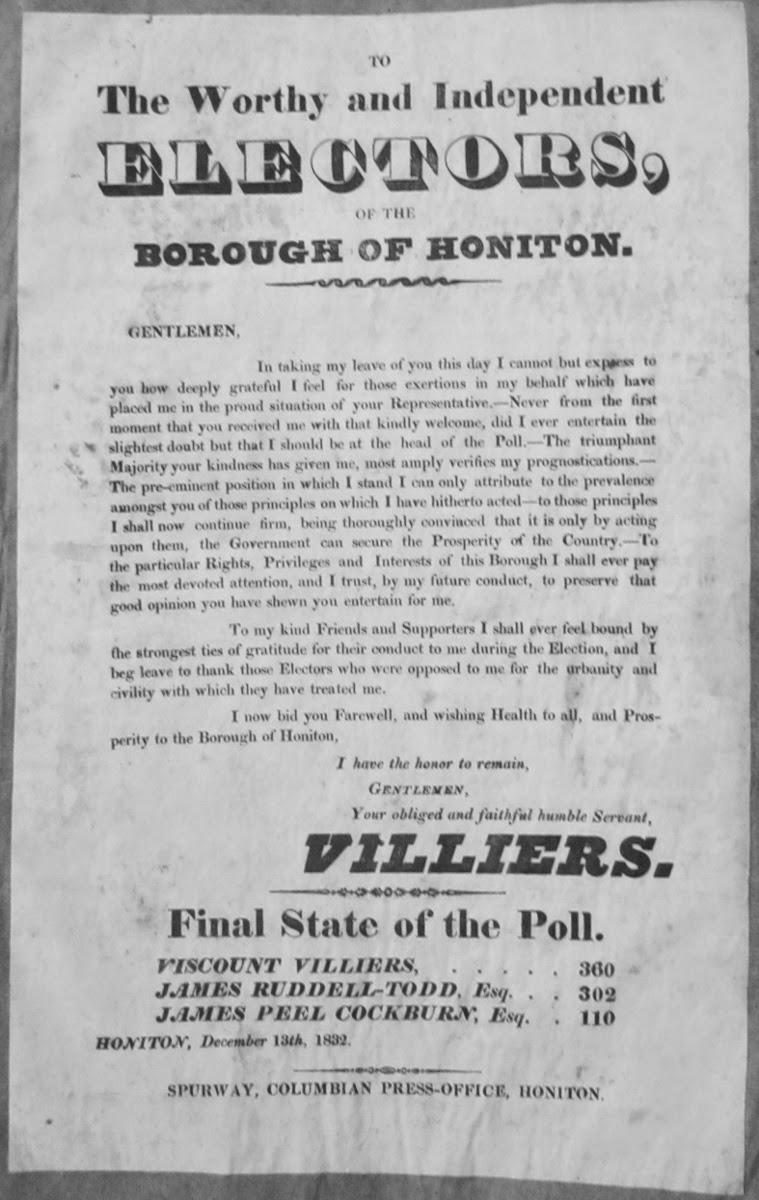 TO
The Worthy and Independent
ELECTORS,
OF THE
BOROUGH OF HONITON.
GENTLEMEN,
In taking my leave of you this day I cannot but express to
you how deeply grateful I feel for those exertions in my behalf which have
placed me in the proud situation of your Representative.—Never from the first
moment that you received me with that kindly welcome, did I ever entertain the
slightest doubt but that I should be at the head of the Poll.—The triumphant
Majority your kindness has given me, most amply verifies my prognostications.—
The pre-eminent position in which I stand I can only attribute to the prevalence
amongst you of those principles on which I have hitherto acted—to those principles
I shall now continue firm, being thoroughly convinced that it is only by acting
upon them, the Government can secure the Prosperity of the Country.—To
the particular Rights, Privileges and Interests of this Borough I shall ever pay
the most devoted attention, and I trust, by my future conduct, to preserve that
good opinion you have shewn you entertain for me.
To my kind Friends and Supporters I shall ever feel bound by
the strongest ties of gratitude for their conduct to me during the Election, and I
beg leave to thank those Electors who were opposed to me for the urbanity and
civility with which they have treated me.
I now bid you Farewell, and wishing Health to all, and Pros-
perity to the Borough of Honiton,
I have the honor to remain,
GENTLEMEN,
Your obliged and faithful humble Servant,
VILLIERS.
Final State of the Poll.
VISCOUNT VILLIERS, . . . . . 360
JAMES RUDDELL-TODD, Esq. . . 302
JAMES PEEL COCKBURN, Esq. . 110
HONITON, December 13th, 1832.
SPURWAY, COLUMBIAN PRESS-OFFICE, HONITON.